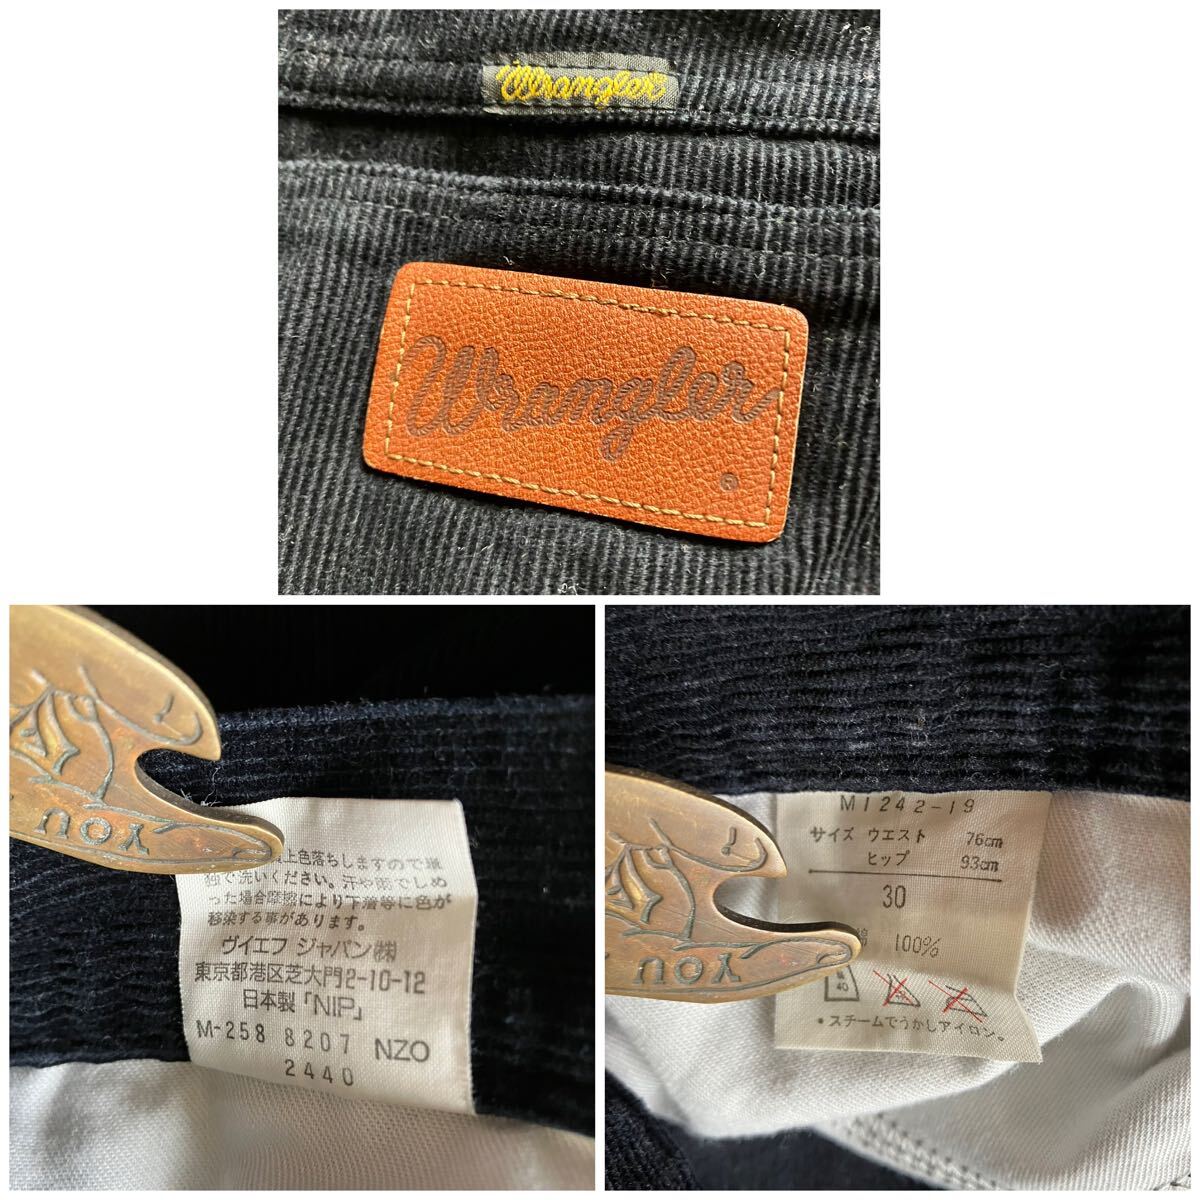 Wrangler
Wrangler
®
上色落ちしますので単
独で洗いください。汗や雨でしめ
った場合摩擦により下着等に色が
移染する事があります。
ヴイエフ ジャパン(株)
東京都港区芝大門2-10-12
日本製「NIP」
M-258 8207 NZO
2440
YOU
M1242-19
サイズ ウエスト 76cm
ヒップ 93cm
30
綿 100%
40
•スチームでうかしアイロン。
YOU